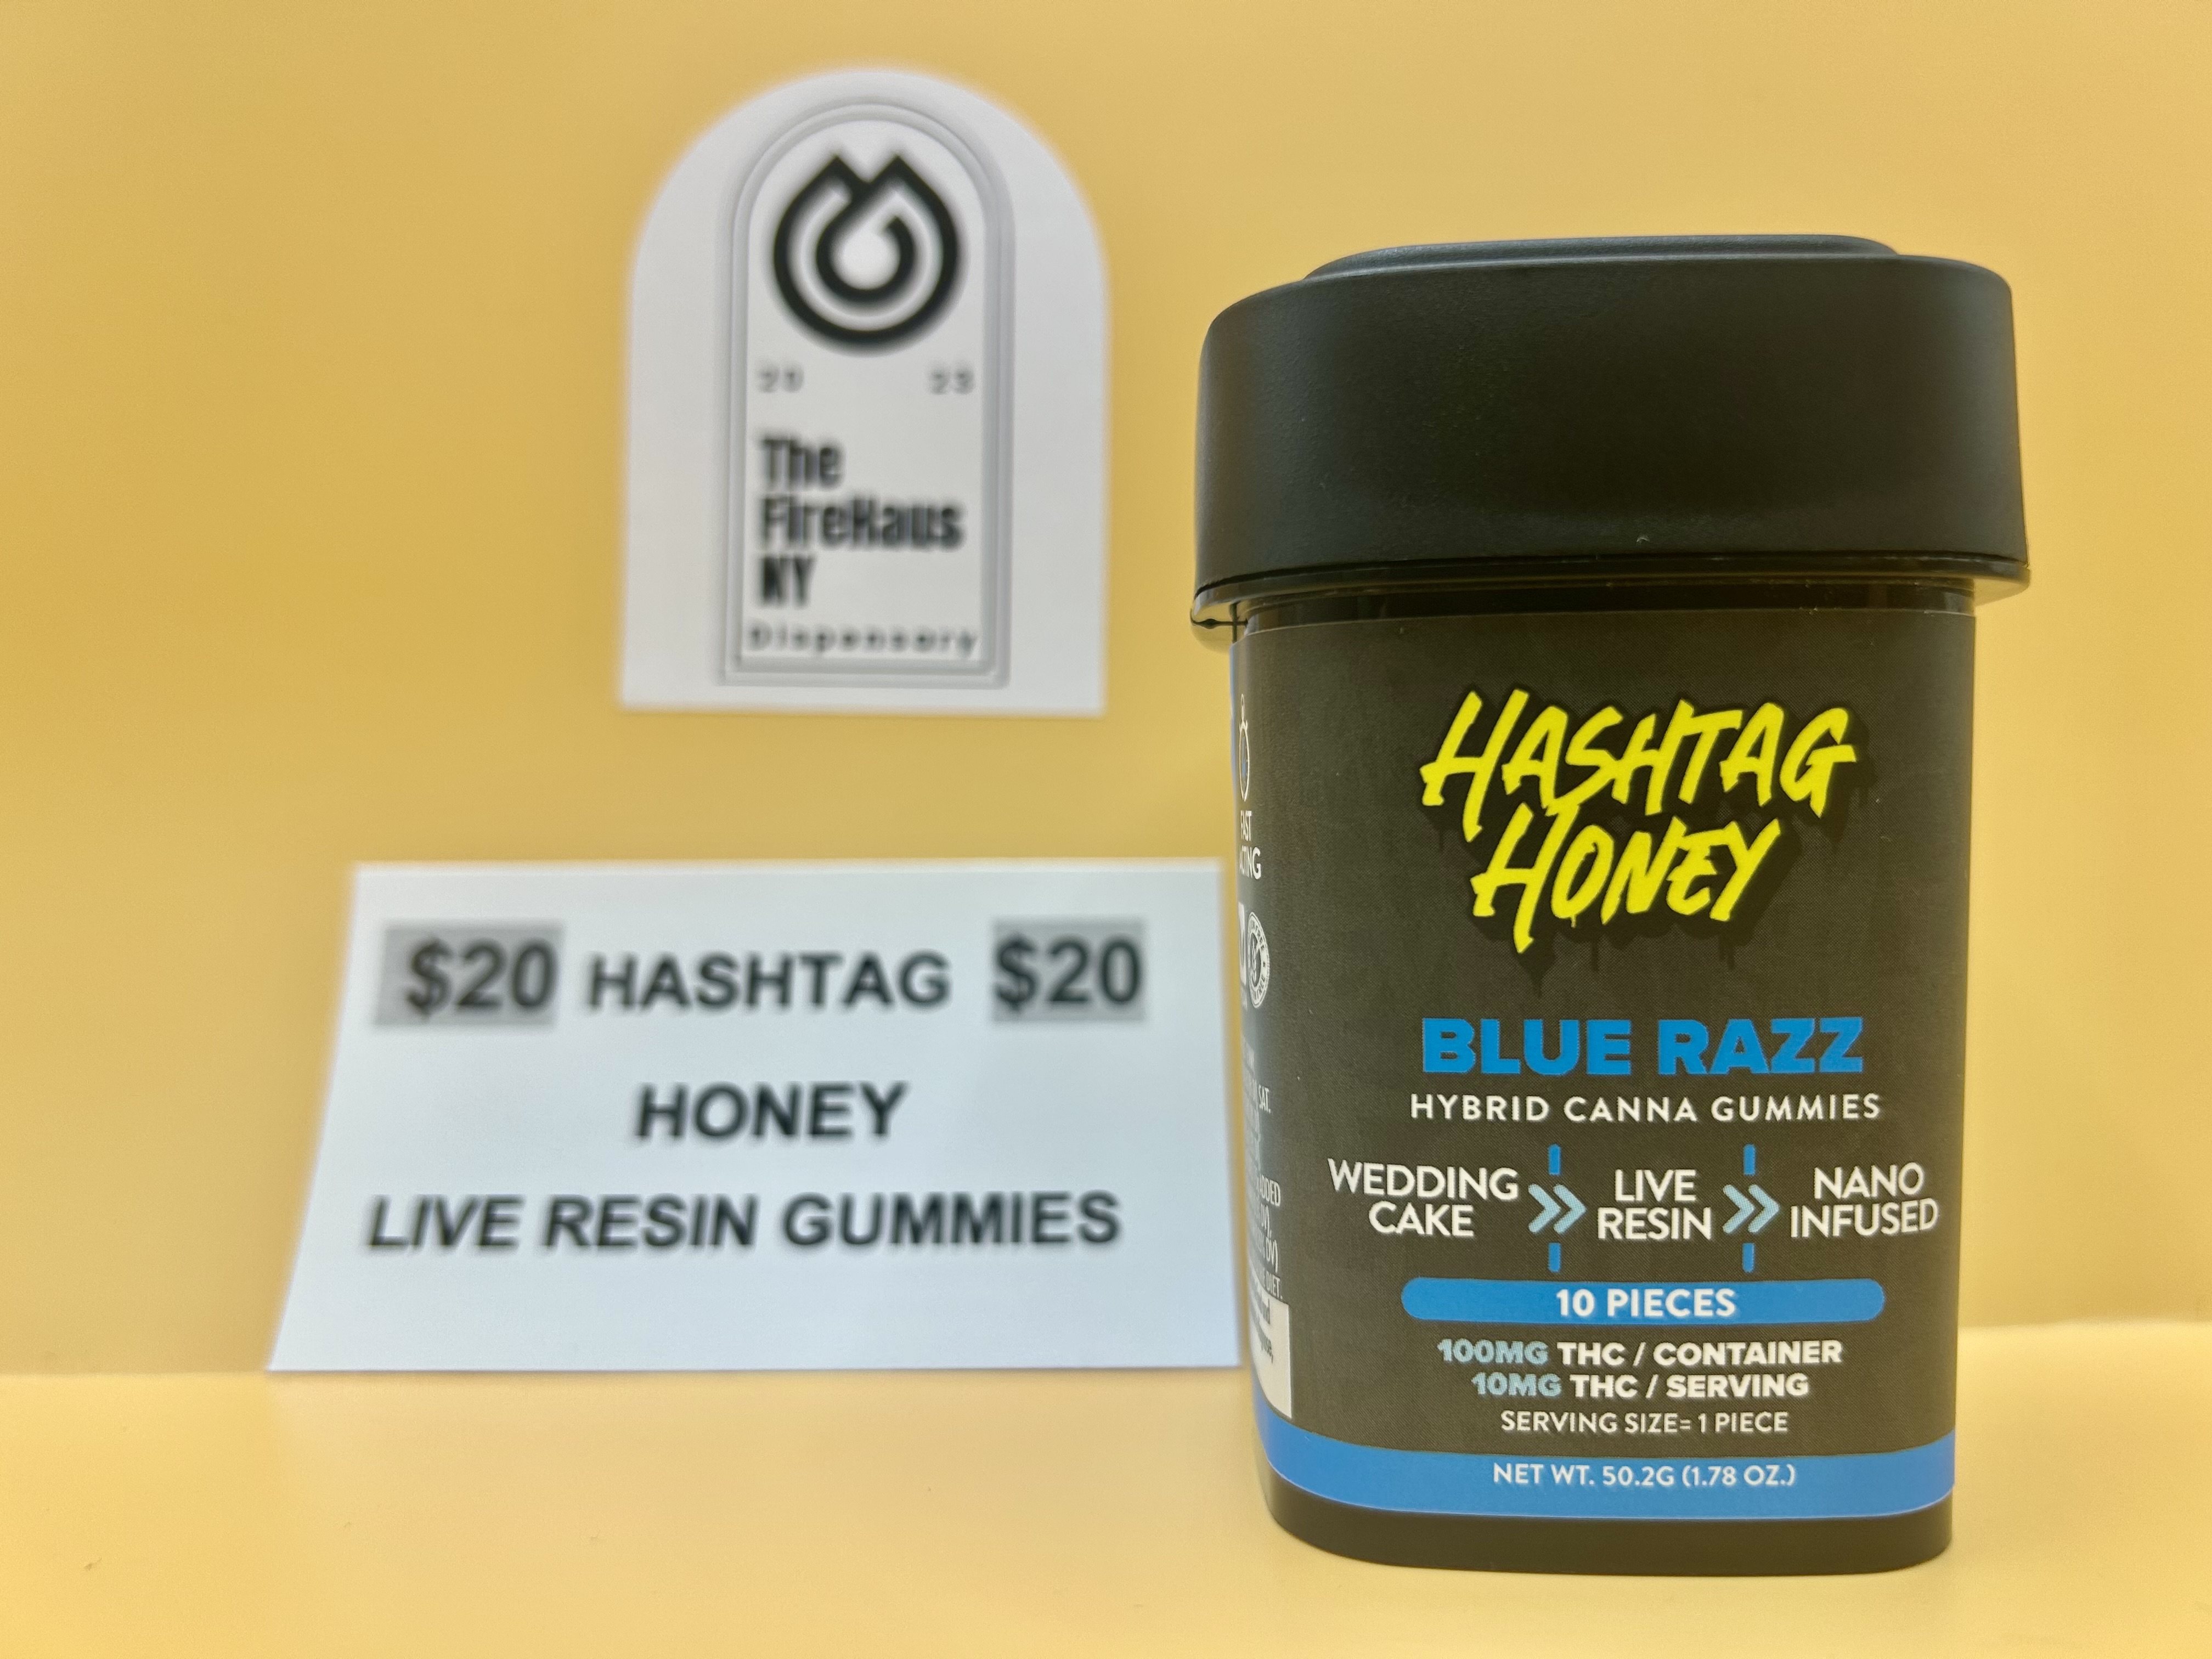 20 23
The
FireHaus
NY
Dispensary
$20 HASHTAG $20
HONEY
LIVE RESIN GUMMIES
HASHTAG
HONEY
BLUE RAZZ
HYBRID CANNA GUMMIES
WEDDING CAKE
LIVE RESIN
NANO INFUSED
10 PIECES
100MG THC / CONTAINER
10MG THC / SERVING
SERVING SIZE= 1 PIECE
NET WT. 50.2G (1.78 OZ.)